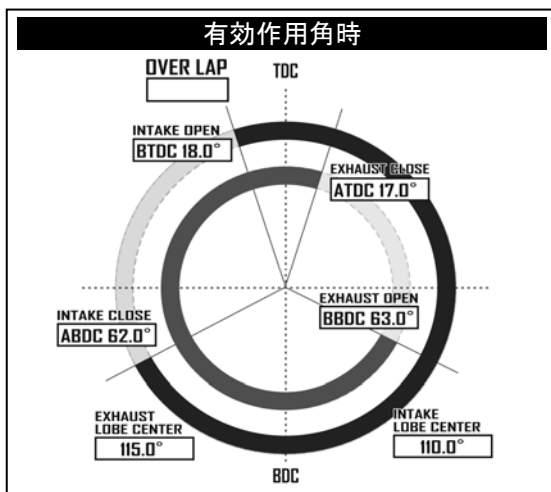 有効作用角時
OVER LAP
TDC
INTAKE OPEN
BTDC 18.0°
EXHAUST CLOSE
ATDC 17.0°
INTAKE CLOSE
ABDC 62.0°
EXHAUST OPEN
BBDC 63.0°
EXHAUST
LOBE CENTER
115.0°
INTAKE
LOBE CENTER
110.0°
BDC